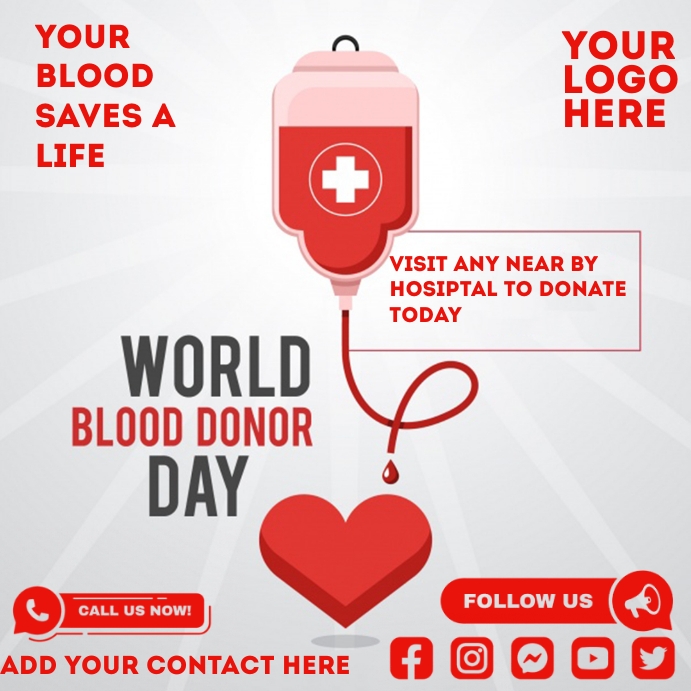 YOUR
BLOOD
SAVES A
LIFE
YOUR
LOGO
HERE
VISIT ANY NEAR BY
HOSIPTAL TO DONATE
TODAY
WORLD
BLOOD DONOR
DAY
CALL US NOW!
ADD YOUR CONTACT HERE
FOLLOW US